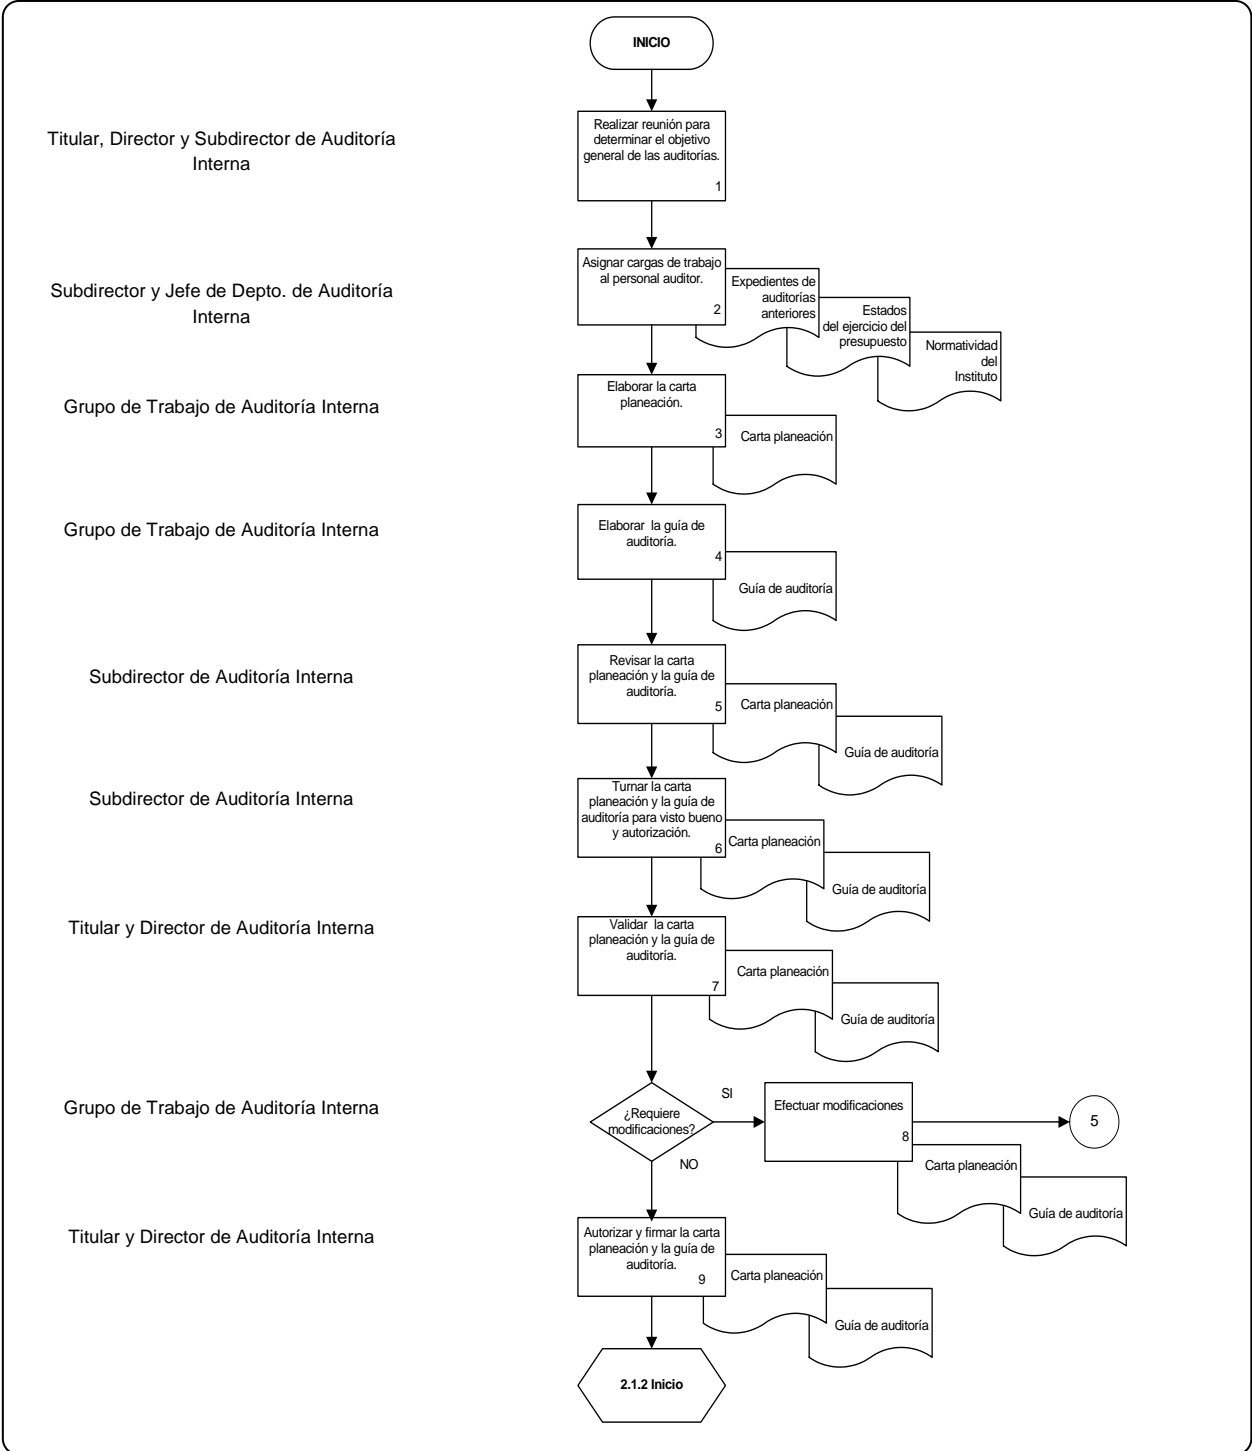 INICIO
Titular, Director y Subdirector de Auditoría
Interna
Realizar reunión para
determinar el objetivo
general de las auditorías.
1
Subdirector y Jefe de Depto. de Auditoría
Interna
Asignar cargas de trabajo
al personal auditor.
2
Expedientes de
auditorías
anteriores
Estados
del ejercicio del
presupuesto
Normatividad
del
Instituto
Grupo de Trabajo de Auditoría Interna
Elaborar la carta
planeación.
3
Carta planeación
Grupo de Trabajo de Auditoría Interna
Elaborar la guía de
auditoría.
4
Guía de auditoría
Subdirector de Auditoría Interna
Revisar la carta
planeación y la guía de
auditoría.
5
Carta planeación
Guía de auditoría
Subdirector de Auditoría Interna
Turnar la carta
planeación y la guía de
auditoría para visto bueno
y autorización.
6
Carta planeación
Guía de auditoría
Titular y Director de Auditoría Interna
Validar la carta
planeación y la guía de
auditoría.
7
Carta planeación
Guía de auditoría
Grupo de Trabajo de Auditoría Interna
¿Requiere
modificaciones?
SI
NO
Efectuar modificaciones
8
5
Carta planeación
Guía de auditoría
Titular y Director de Auditoría Interna
Autorizar y firmar la carta
planeación y la guía de
auditoría.
9
Carta planeación
Guía de auditoría
2.1.2 Inicio